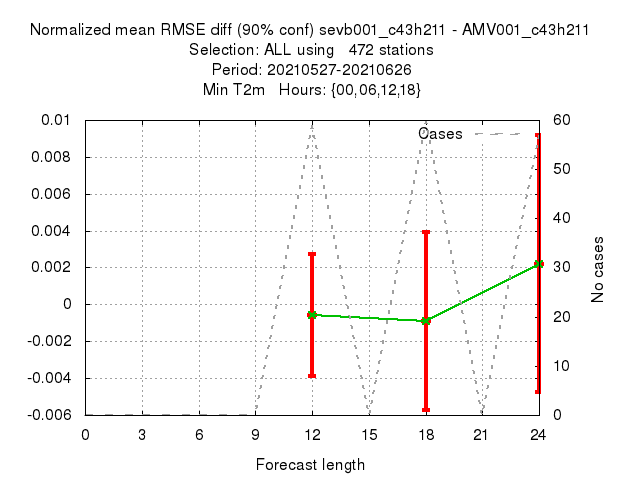 Normalized mean RMSE diff (90% conf) sevb001_c43h211 - AMV001_c43h211
Selection: ALL using 472 stations
Period: 20210527-20210626
Min T2m Hours: {00,06,12,18}
Cases
0.01
0.008
0.006
0.004
0.002
0
-0.002
-0.004
-0.006
60
50
40
30
20
10
0
No cases
0 3 6 9 12 15 18 21 24
Forecast length